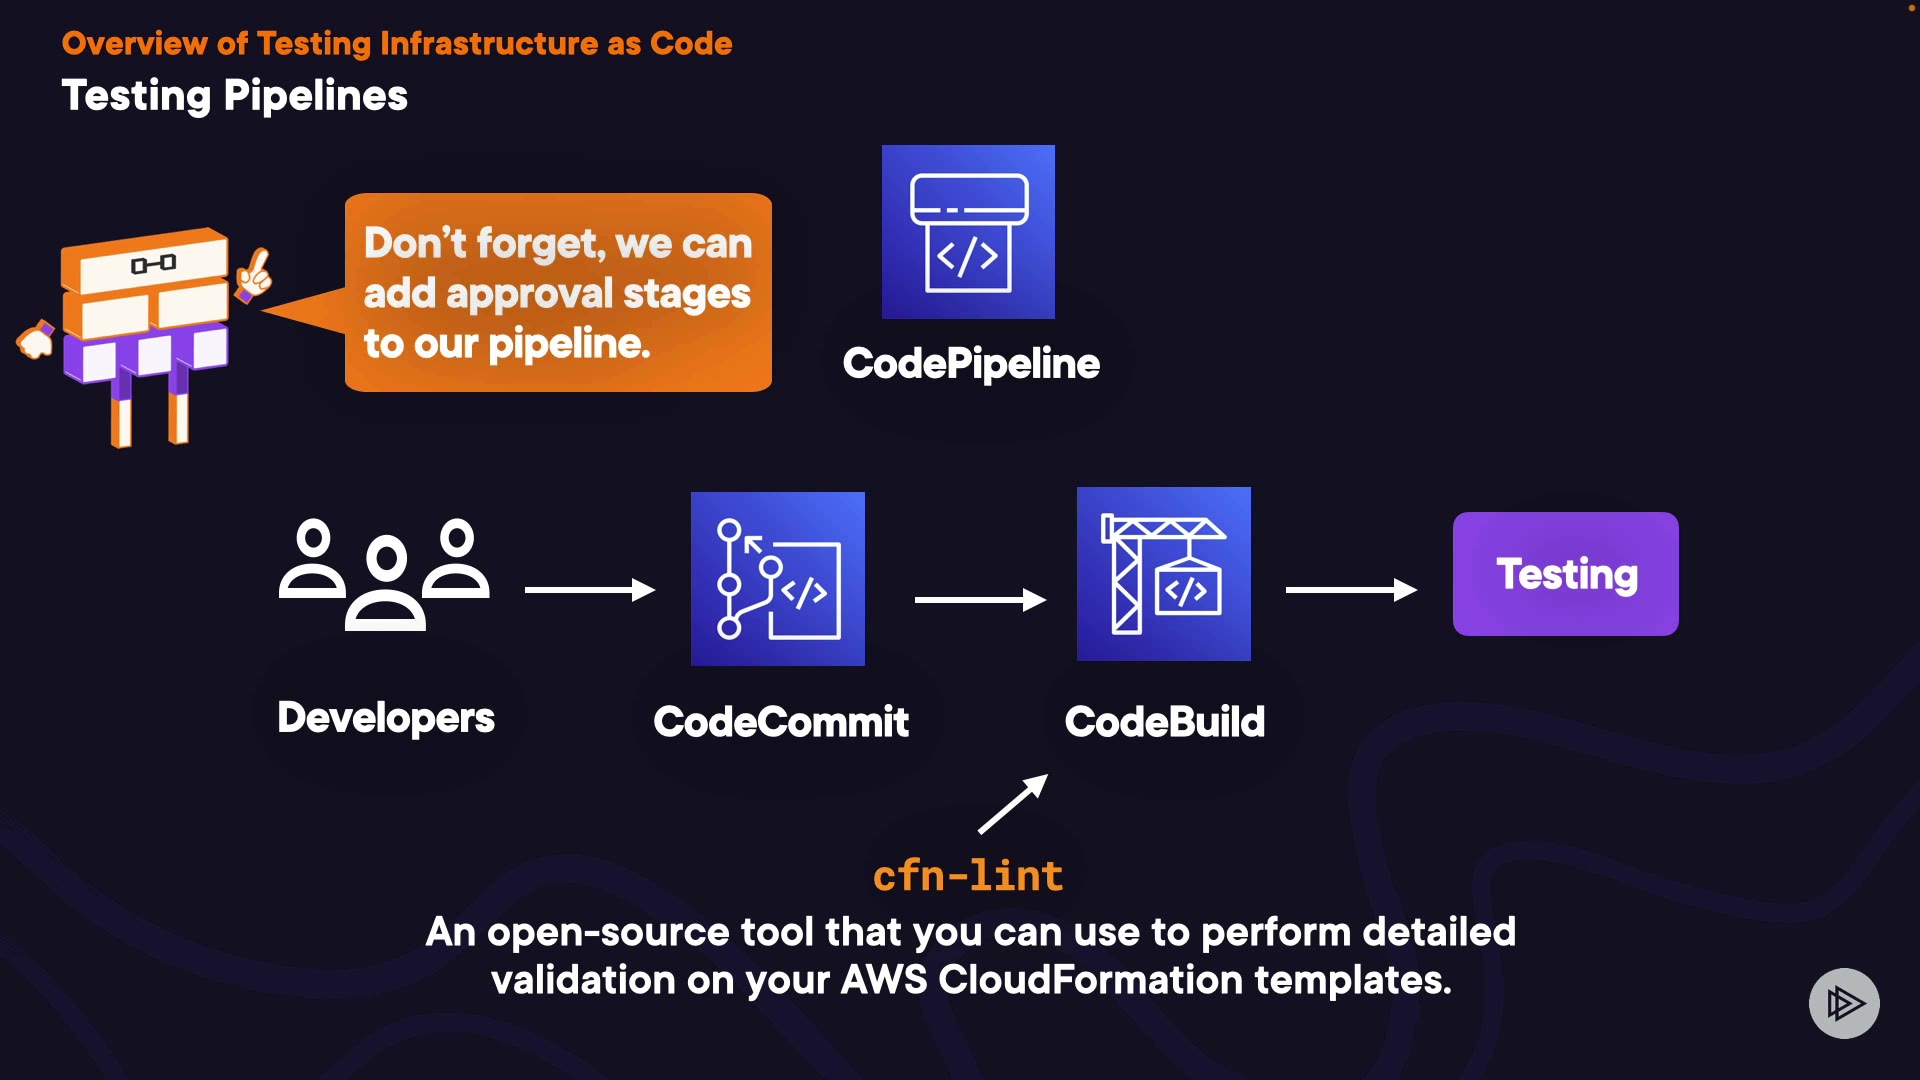 Overview of Testing Infrastructure as Code
Testing Pipelines
Don't forget, we can
add approval stages
to our pipeline.
CodePipeline
Testing
Developers
CodeCommit
CodeBuild
cfn-lint
An open-source tool that you can use to perform detailed
validation on your AWS CloudFormation templates.